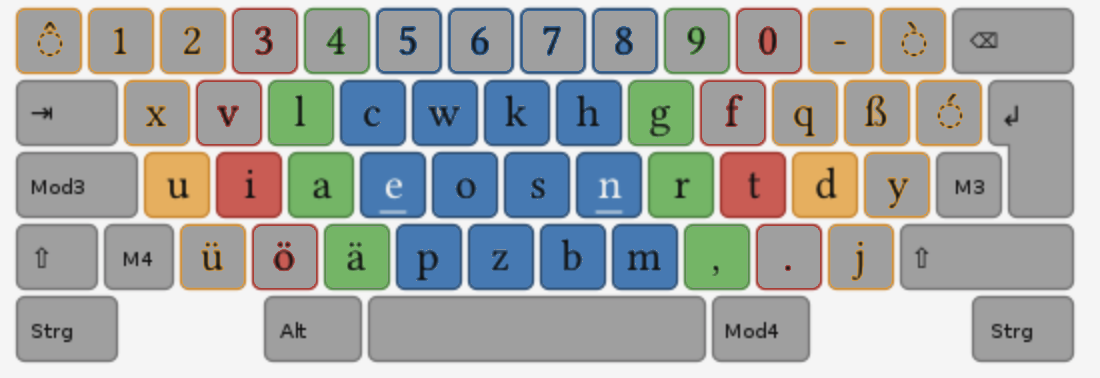 ◌̂ 1 2 3 4 5 6 7 8 9 0 - ◌̀ ⌫
⇥ x v l c w k h g f q ß ◌́ ↲
Mod3 u i a e o s n r t d y M3
⇧ M4 ü ö ä p z b m , . j ⇧
Strg Alt Mod4 Strg